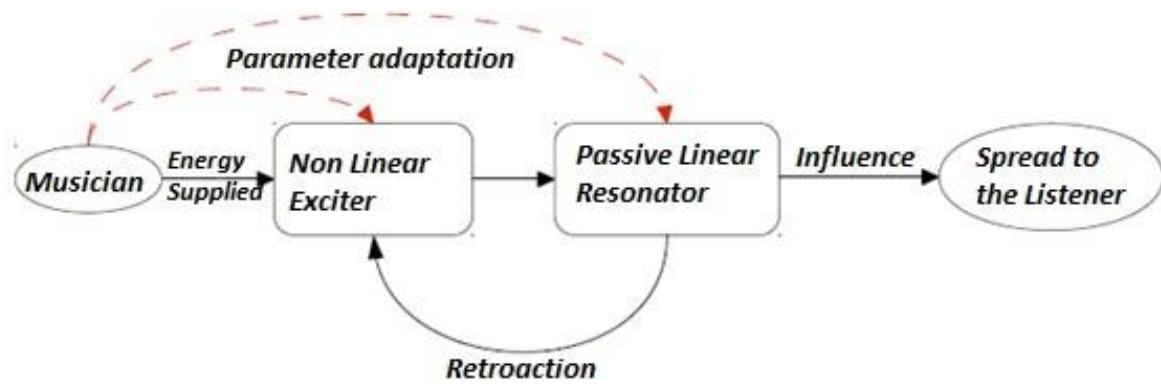 Parameter adaptation
Musician
Energy
Supplied
Non Linear
Exciter
Passive Linear
Resonator
Influence
Spread to
the Listener
Retroaction